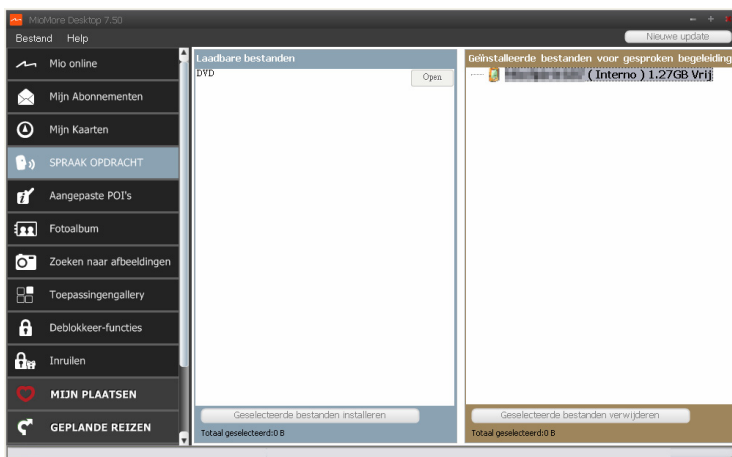 MioMore Desktop 7.50
Bestand Help
Nieuwe update
Mio online
Mijn Abonnementen
Mijn Kaarten
SPRAAK OPDRACHT
Aangepaste POI's
Fotoalbum
Zoeken naar afbeeldingen
Toepassingengallery
Deblokkeer-functies
Inruilen
MIJN PLAATSEN
GEPLANDE REIZEN
Laadbare bestanden
DVD
Open
Geselecteerde bestanden installeren
Totaal geselecteerd:0 B
Geïnstalleerde bestanden voor gesproken begeleiding
( Interno ) 1.27GB Vrij
Geselecteerde bestanden verwijderen
Totaal geselecteerd:0 B